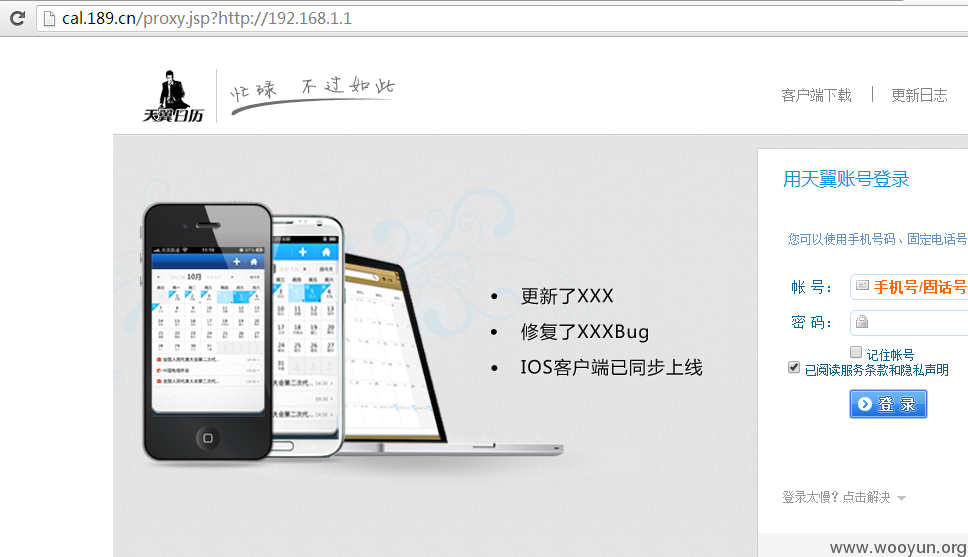 cal.189.cn/proxy.jsp?http://192.168.1.1
天翼日历
忙碌 不过如此
客户端下载 | 更新日志
用天翼账号登录
您可以使用手机号码、固定电话号
10月
• 更新了XXX
• 修复了XXXBug
• IOS客户端已同步上线
帐 号： 手机号/固话号
密 码：
记住帐号
已阅读服务条款和隐私声明
登 录
登录太慢？点击解决
www.wooyun.org